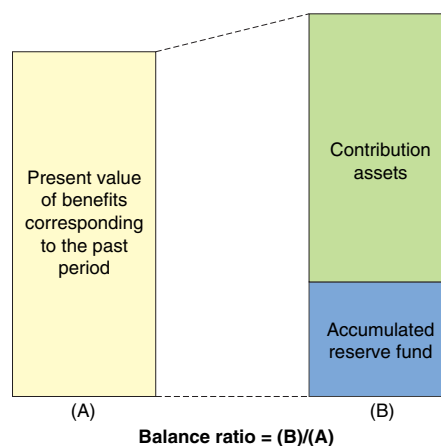 Present value
of benefits
corresponding
to the past
period
Contribution
assets
Accumulated
reserve fund
(A)
(B)
Balance ratio = (B)/(A)